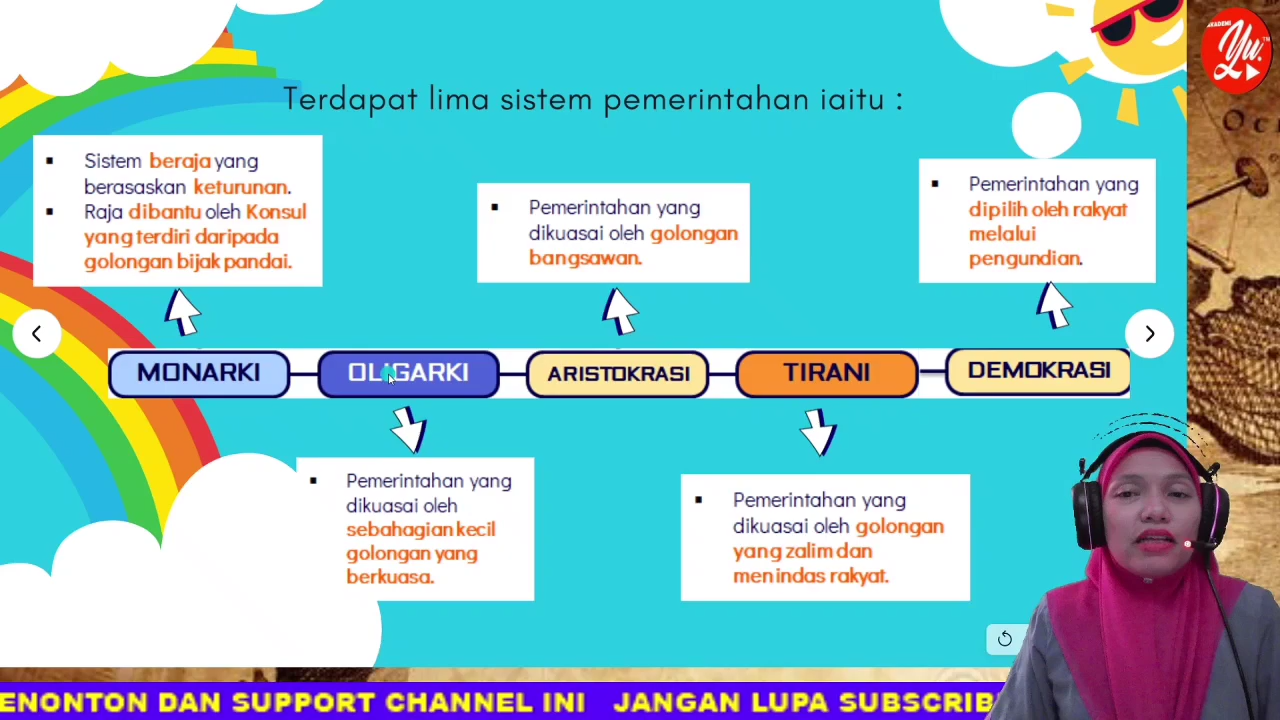 AKADEMI
Yu.
Terdapat lima sistem pemerintahan iaitu :
▪ Sistem beraja yang
berasaskan keturunan.
▪ Raja dibantu oleh Konsul
yang terdiri daripada
golongan bijak pandai.
▪ Pemerintahan yang
dikuasai oleh golongan
bangsawan.
▪ Pemerintahan yang
dipilih oleh rakyat
melalui
pengundian.
MONARKI
OLIGARKI
ARISTOKRASI
TIRANI
DEMOKRASI
▪ Pemerintahan yang
dikuasai oleh
sebahagian kecil
golongan yang
berkuasa.
▪ Pemerintahan yang
dikuasai oleh golongan
yang zalim dan
menindas rakyat.
ENONTON DAN SUPPORT CHANNEL INI JANGAN LUPA SUBSCRIB